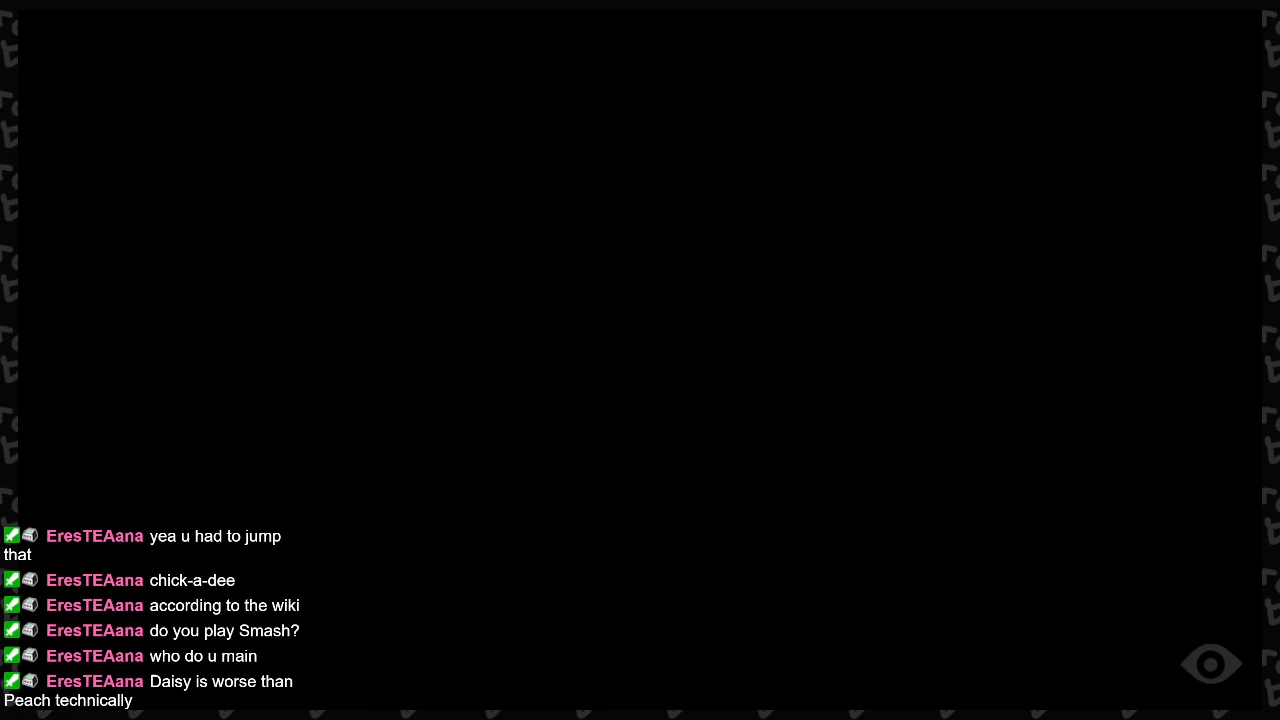 EresTEAana yea u had to jump
that
EresTEAana chick-a-dee
EresTEAana according to the wiki
EresTEAana do you play Smash?
EresTEAana who do u main
EresTEAana Daisy is worse than
Peach technically